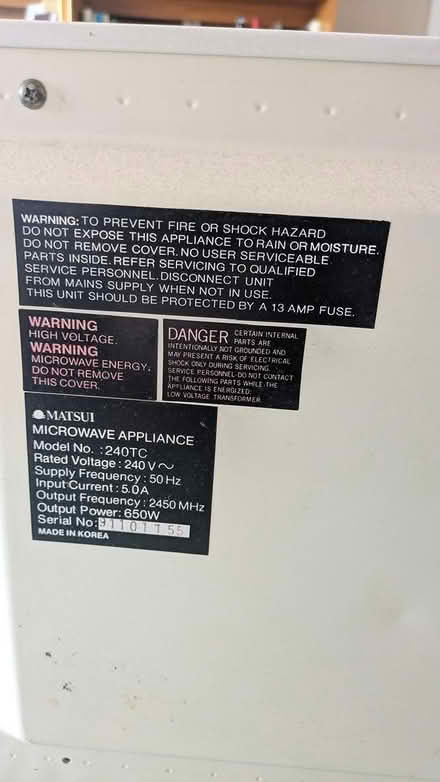 WARNING: TO PREVENT FIRE OR SHOCK HAZARD
DO NOT EXPOSE THIS APPLIANCE TO RAIN OR MOISTURE.
DO NOT REMOVE COVER. NO USER SERVICEABLE
PARTS INSIDE. REFER SERVICING TO QUALIFIED
SERVICE PERSONNEL. DISCONNECT UNIT
FROM MAINS SUPPLY WHEN NOT IN USE.
THIS UNIT SHOULD BE PROTECTED BY A 13 AMP FUSE.
WARNING
HIGH VOLTAGE.
WARNING
MICROWAVE ENERGY.
DO NOT REMOVE
THIS COVER.
DANGER CERTAIN INTERNAL
PARTS ARE
INTENTIONALLY NOT GROUNDED AND
MAY PRESENT A RISK OF ELECTRICAL
SHOCK ONLY DURING SERVICING.
SERVICE PERSONNEL-DO NOT CONTACT
THE FOLLOWING PARTS WHILE THE
APPLIANCE IS ENERGIZED:
LOW VOLTAGE TRANSFORMER
MATSUI
MICROWAVE APPLIANCE
Model No. : 240TC
Rated Voltage : 240 V ~
Supply Frequency : 50 Hz
Input Current : 5.0 A
Output Frequency : 2450 MHz
Output Power : 650W
Serial No:
MADE IN KOREA